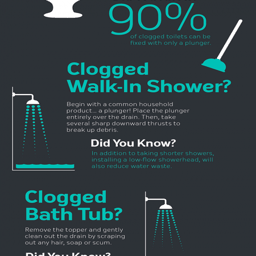 90%
of clogged toilets can be
fixed with only a plunger.
Clogged
Walk-In Shower?
Begin with a common household
product... a plunger! Place the plunger
entirely over the drain. Then, take
several sharp downward thrusts to
break up debris.
Did You Know?
In addition to taking shorter showers,
installing a low-flow showerhead, will
also reduce water waste.
Clogged
Bath Tub?
Remove the topper and gently
clean out the drain by scraping
out any hair, soap or scum.
Did You Know?